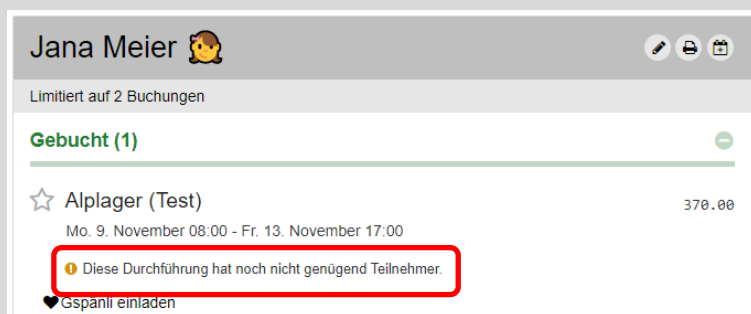 Jana Meier
Limitiert auf 2 Buchungen
Gebucht (1)
Alplager (Test) 370.00
Mo. 9. November 08:00 - Fr. 13. November 17:00
Diese Durchführung hat noch nicht genügend Teilnehmer.
Gspänli einladen